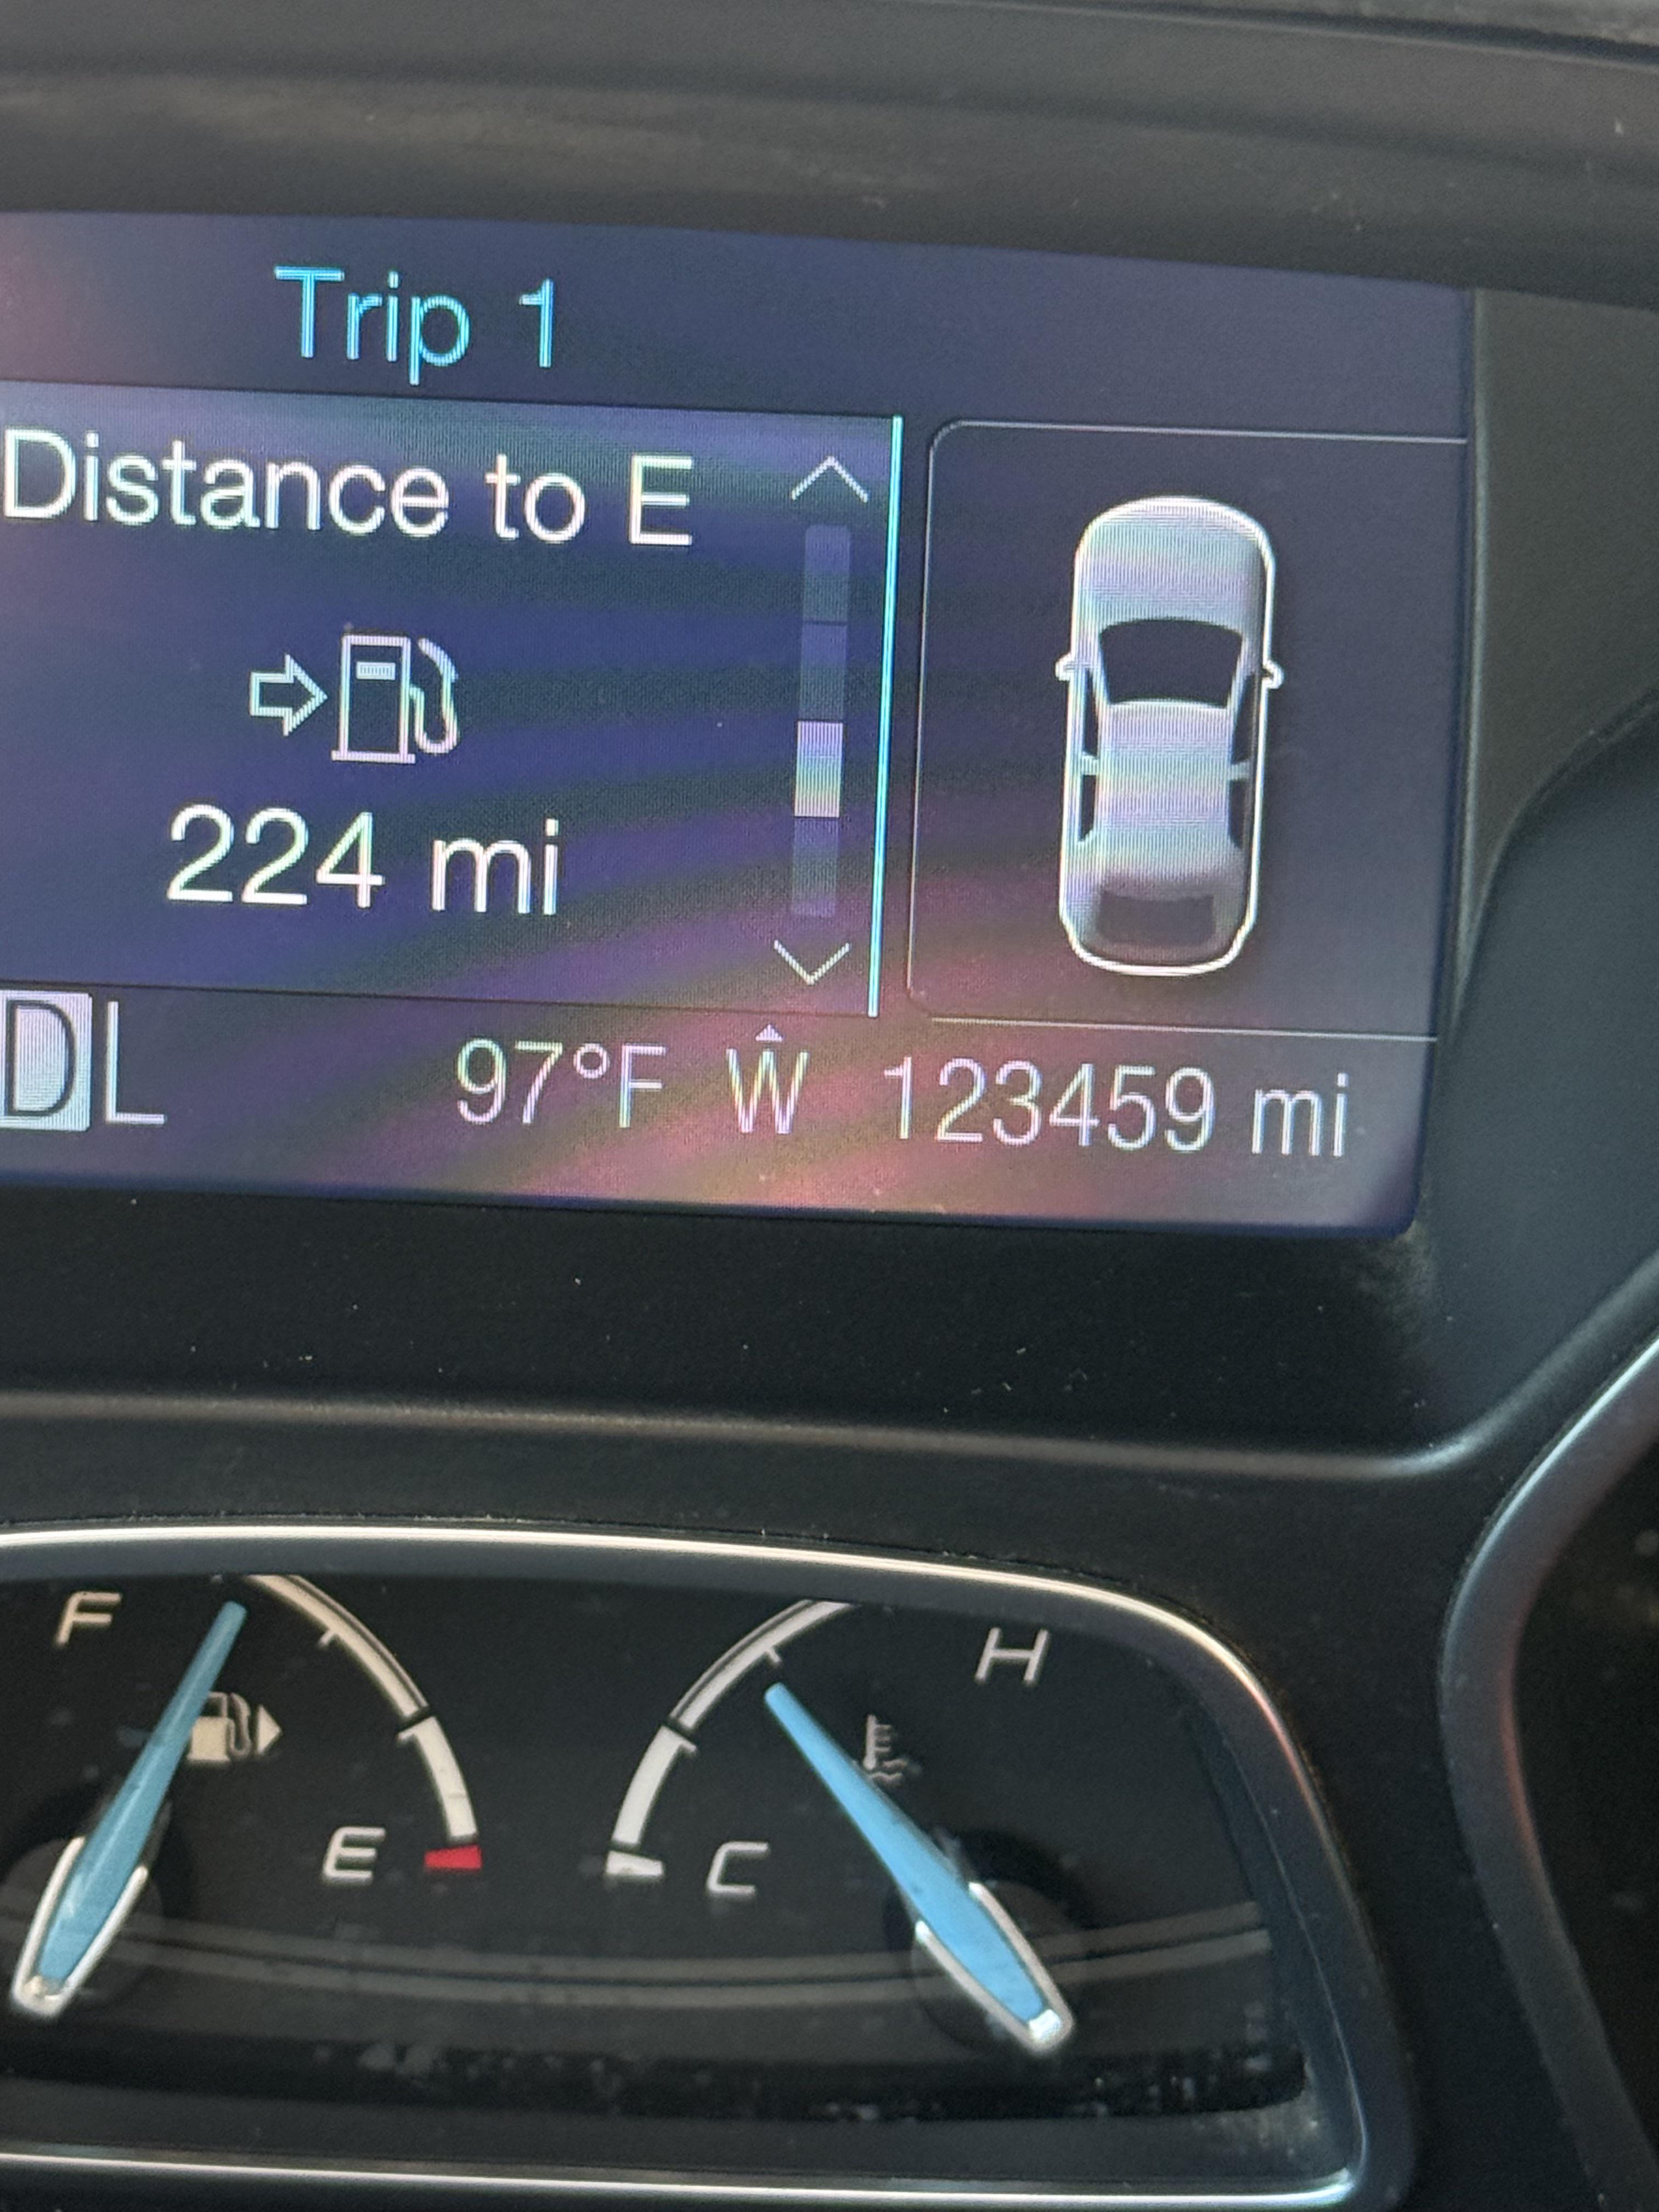 Trip 1
Distance to E
224 mi
DL 97°F W 123459 mi
F H
E C